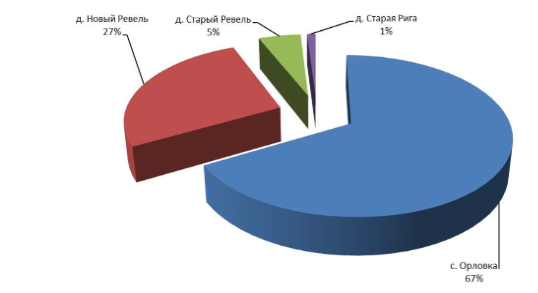 д. Новый Ревель
27%
д. Старый Ревель
5%
д. Старая Рига
1%
с. Орловка
67%